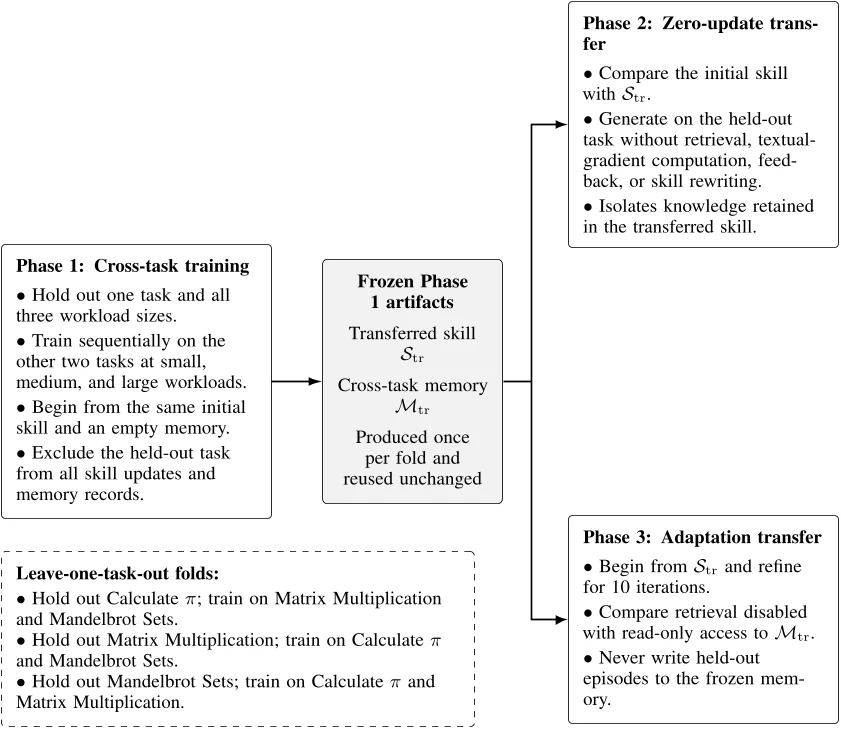 Phase 1: Cross-task training
• Hold out one task and all
three workload sizes.
• Train sequentially on the
other two tasks at small,
medium, and large workloads.
• Begin from the same initial
skill and an empty memory.
• Exclude the held-out task
from all skill updates and
memory records.
Frozen Phase
1 artifacts
Transferred skill
𝒮tr
Cross-task memory
ℳtr
Produced once
per fold and
reused unchanged
Phase 2: Zero-update trans-
fer
• Compare the initial skill
with 𝒮tr.
• Generate on the held-out
task without retrieval, textual-
gradient computation, feed-
back, or skill rewriting.
• Isolates knowledge retained
in the transferred skill.
Phase 3: Adaptation transfer
• Begin from 𝒮tr and refine
for 10 iterations.
• Compare retrieval disabled
with read-only access to ℳtr.
• Never write held-out
episodes to the frozen mem-
ory.
Leave-one-task-out folds:
• Hold out Calculate π; train on Matrix Multiplication
and Mandelbrot Sets.
• Hold out Matrix Multiplication; train on Calculate π
and Mandelbrot Sets.
• Hold out Mandelbrot Sets; train on Calculate π and
Matrix Multiplication.